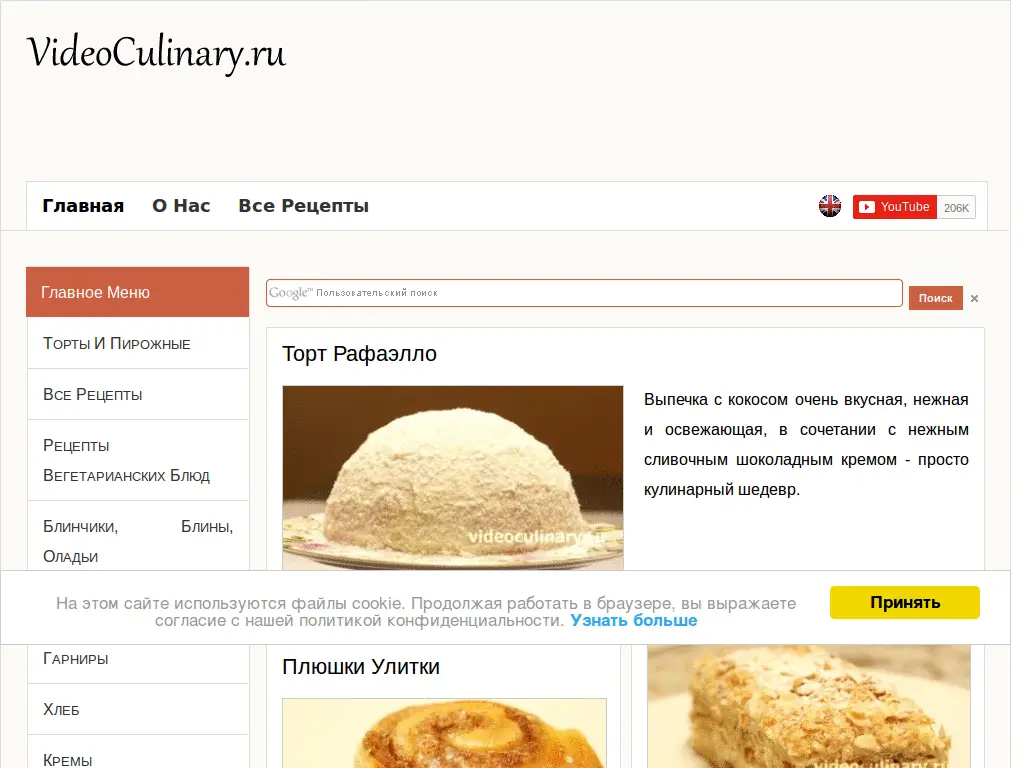 VideoCulinary.ru
Главная О Нас Все Рецепты
YouTube 206K
Главное Меню
Торты И Пирожные
Все Рецепты
Рецепты
Вегетарианских Блюд
Блинчики, Блины,
Оладьи
Гарниры
Хлеб
Кремы
Google™ Пользовательский поиск
Поиск ×
Торт Рафаэлло
videoculinary.ru
Выпечка с кокосом очень вкусная, нежная
и освежающая, в сочетании с нежным
сливочным шоколадным кремом - просто
кулинарный шедевр.
Плюшки Улитки
videoculinary.ru
На этом сайте используются файлы cookie. Продолжая работать в браузере, вы выражаете
согласие с нашей политикой конфиденциальности. Узнать больше
Принять